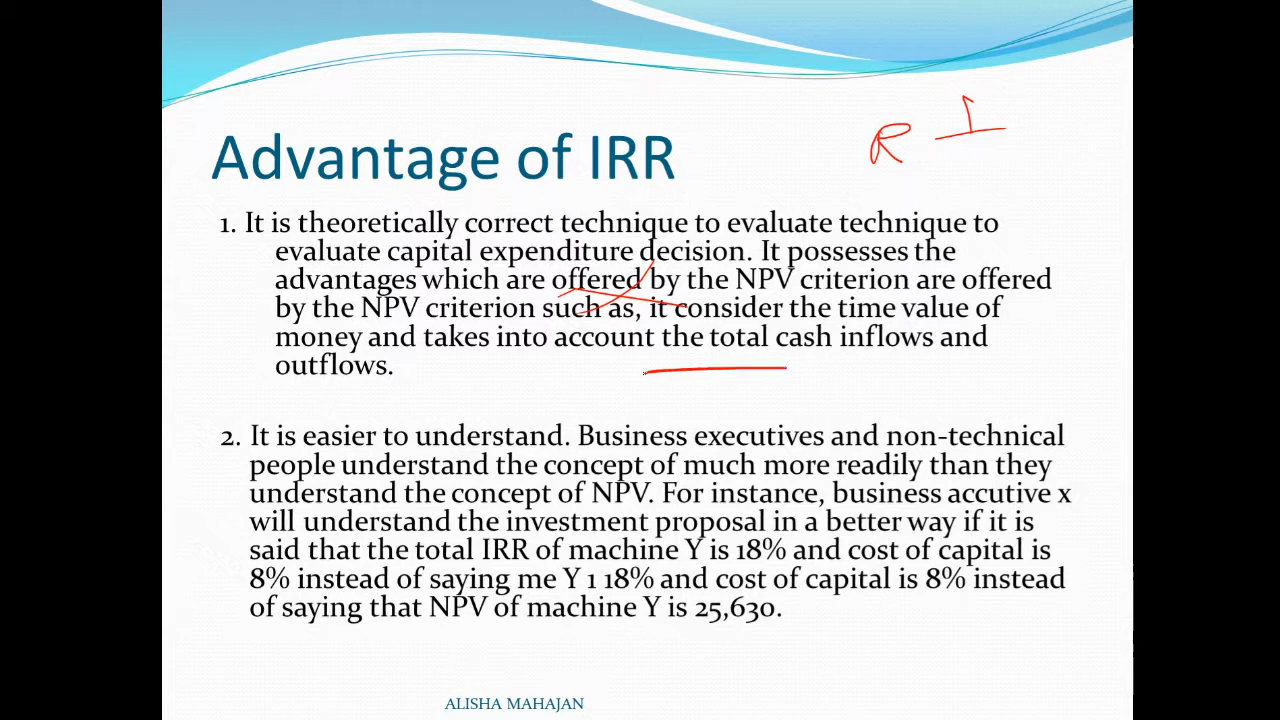 Advantage of IRR
R I
1. It is theoretically correct technique to evaluate technique to
evaluate capital expenditure decision. It possesses the
advantages which are offered by the NPV criterion are offered
by the NPV criterion such as, it consider the time value of
money and takes into account the total cash inflows and
outflows.
2. It is easier to understand. Business executives and non-technical
people understand the concept of much more readily than they
understand the concept of NPV. For instance, business accutive x
will understand the investment proposal in a better way if it is
said that the total IRR of machine Y is 18% and cost of capital is
8% instead of saying me Y 1 18% and cost of capital is 8% instead
of saying that NPV of machine Y is 25,630.
ALISHA MAHAJAN